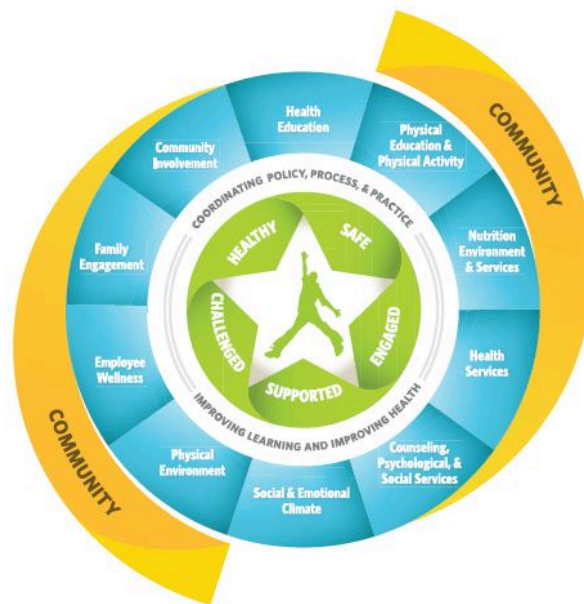 COMMUNITY
Health
Education
Physical
Education &
Physical Activity
Nutrition
Environment
& Services
Health
Services
Counseling,
Psychological, &
Social Services
Social & Emotional
Climate
Physical
Environment
Employee
Wellness
Family
Engagement
Community
Involvement
COORDINATING POLICY, PROCESS, & PRACTICE
IMPROVING LEARNING AND IMPROVING HEALTH
HEALTHY
SAFE
ENGAGED
SUPPORTED
CHALLENGED
COMMUNITY